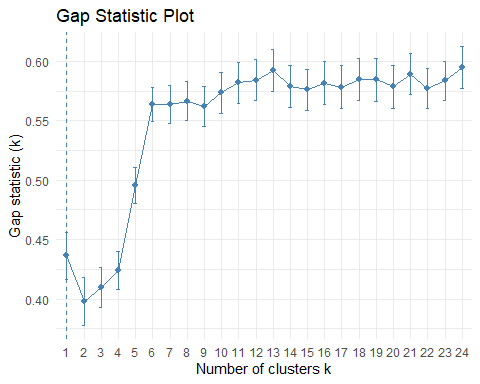 Gap Statistic Plot
Gap statistic (k)
0.60
0.55
0.50
0.45
0.40
1 2 3 4 5 6 7 8 9 10 11 12 13 14 15 16 17 18 19 20 21 22 23 24
Number of clusters k